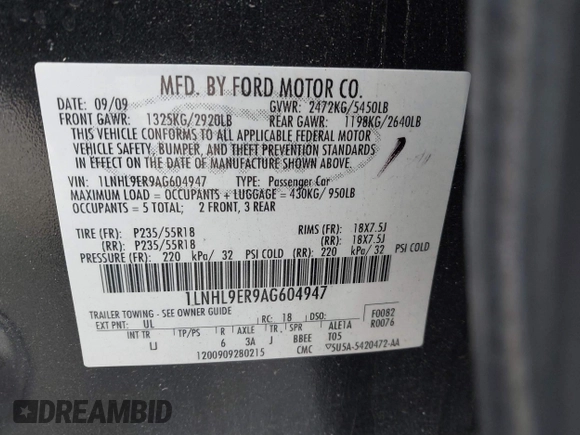 MFD. BY FORD MOTOR CO.
DATE: 09/09 GVWR: 2472KG/5450LB
FRONT GAWR: 1325KG/2920LB REAR GAWR: 1198KG/2640LB
THIS VEHICLE CONFORMS TO ALL APPLICABLE FEDERAL MOTOR
VEHICLE SAFETY, BUMPER, AND THEFT PREVENTION STANDARDS
IN EFFECT ON THE DATE OF MANUFACTURE SHOWN ABOVE.
VIN: 1LNHL9ER9AG604947 TYPE: Passenger Car
MAXIMUM LOAD = OCCUPANTS + LUGGAGE = 430KG/ 950LB
OCCUPANTS = 5 TOTAL; 2 FRONT, 3 REAR
TIRE (FR): P235/55R18 RIMS (FR): 18X7.5J
(RR): P235/55R18 (RR): 18X7.5J
PRESSURE (FR): 220 kPa/ 32 PSI COLD (RR): 220 kPa/ 32 PSI COLD
1LNHL9ER9AG604947
TRAILER TOWING - SEE OWNER GUIDE
EXT PNT: UL RC: 18 DSO: F0082
INT TR TP/PS R AXLE TR SPR ALE1A R0076
IJ 6 3A J BBEE T05
1200909280215 CMC ▽5U5A-5420472-AA
DREAMBID